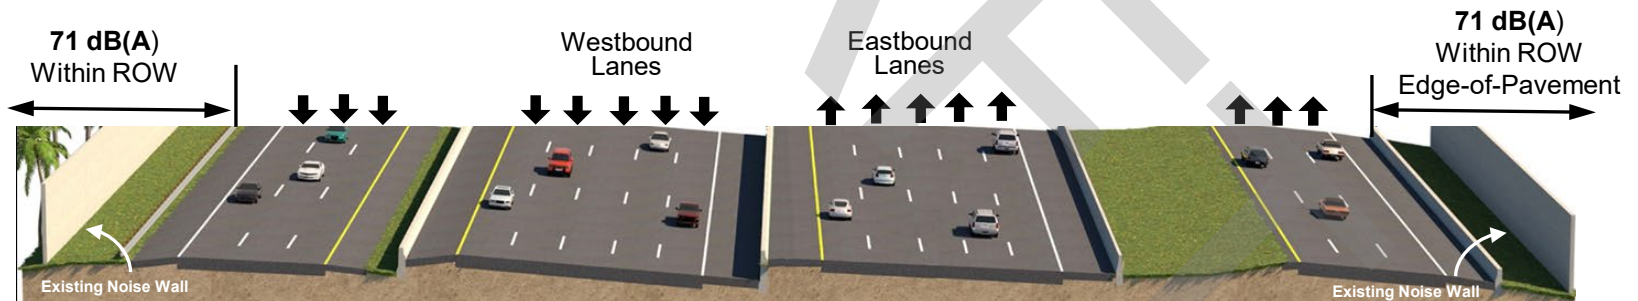 71 dB(A)
Within ROW
Westbound
Lanes
Eastbound
Lanes
71 dB(A)
Within ROW
Edge-of-Pavement
Existing Noise Wall
Existing Noise Wall